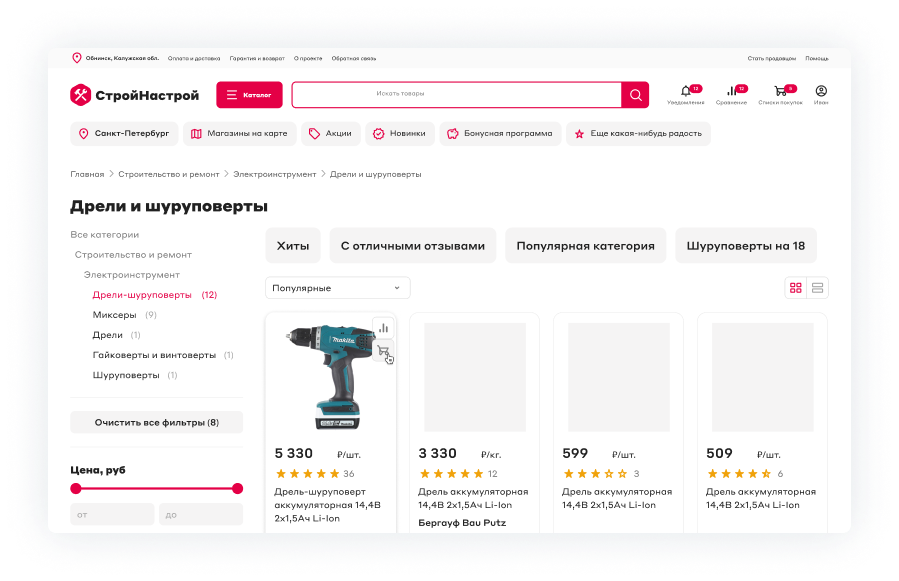 Обнинск, Калужская обл. Оплата и доставка Гарантия и возврат О проекте Обратная связь Стать продавцом Помощь
СтройНастрой Каталог Искать товары
12 12 5
Уведомления Сравнение Списки покупок Иван
Санкт-Петербург Магазины на карте Акции Новинки Бонусная программа Еще какая-нибудь радость
Главная Строительство и ремонт Электроинструмент Дрели и шуруповерты
Дрели и шуруповерты
Все категории
Строительство и ремонт
Электроинструмент
Дрели-шуруповерты (12)
Миксеры (9)
Дрели (1)
Гайковерты и винтоверты (1)
Шуруповерты (1)
Очистить все фильтры (8)
Цена, руб
от до
Хиты С отличными отзывами Популярная категория Шуруповерты на 18
Популярные
makita
5 330 ₽/шт.
36
Дрель-шуруповерт
аккумуляторная 14,4В
2x1,5Ач Li-Ion
3 330 ₽/кг.
12
Дрель аккумуляторная
14,4В 2x1,5Ач Li-Ion
Бергауф Bau Putz
599 ₽/шт.
3
Дрель аккумуляторная
14,4В 2x1,5Ач Li-Ion
509 ₽/шт.
6
Дрель аккумуляторная
14,4В 2x1,5Ач Li-Ion